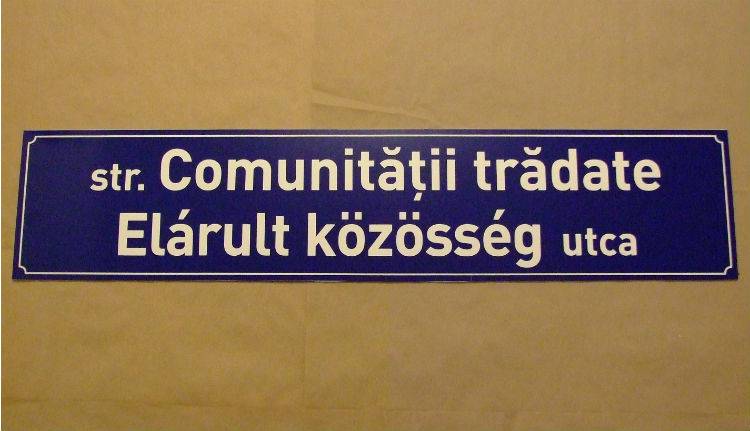 str. Comunității trădate
Elárult közösség utca